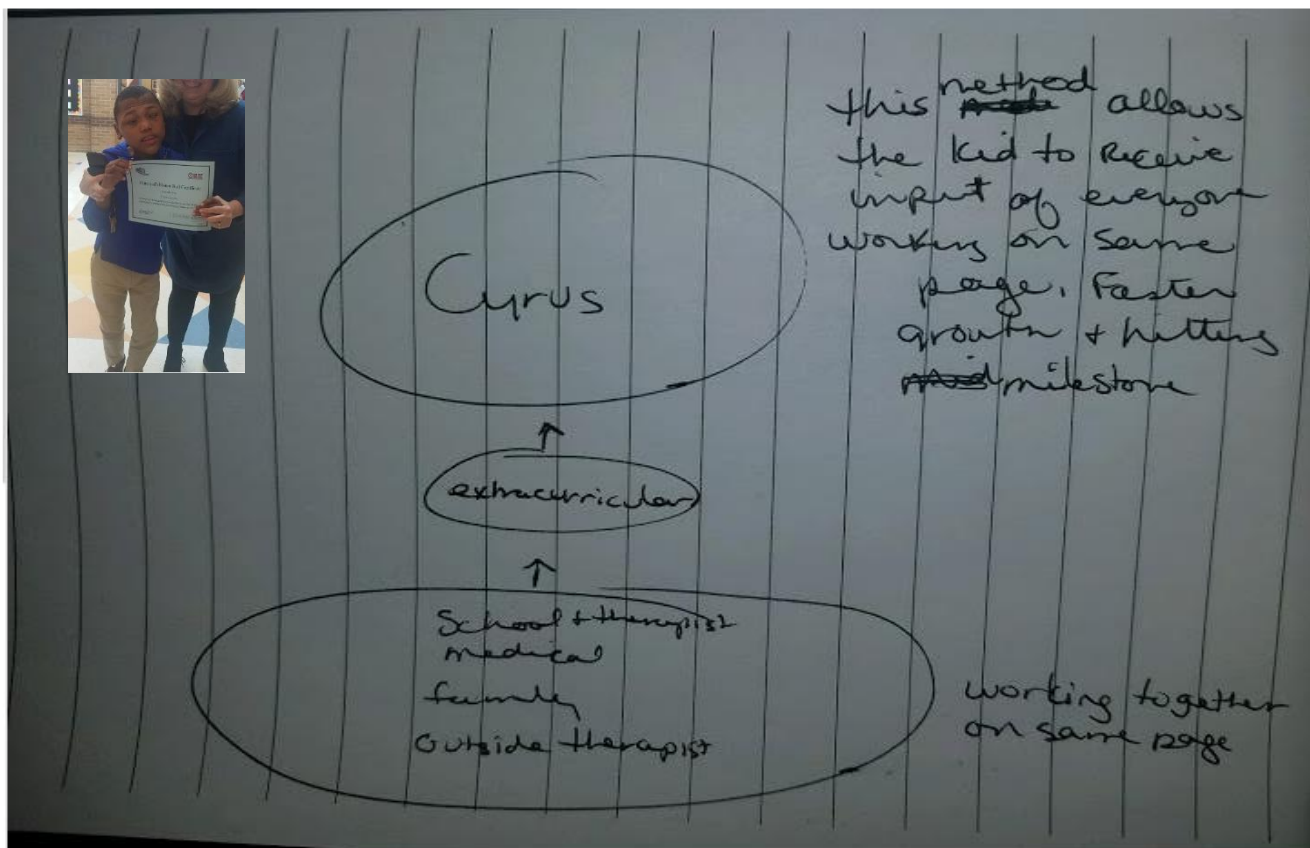 Cyrus
extracurricular
School + therapist
medical
family
outside therapist
this method allows
the kid to Receive
input of everyone
working on same
page. Faster
growth + hitting
milestone
working together
on same page